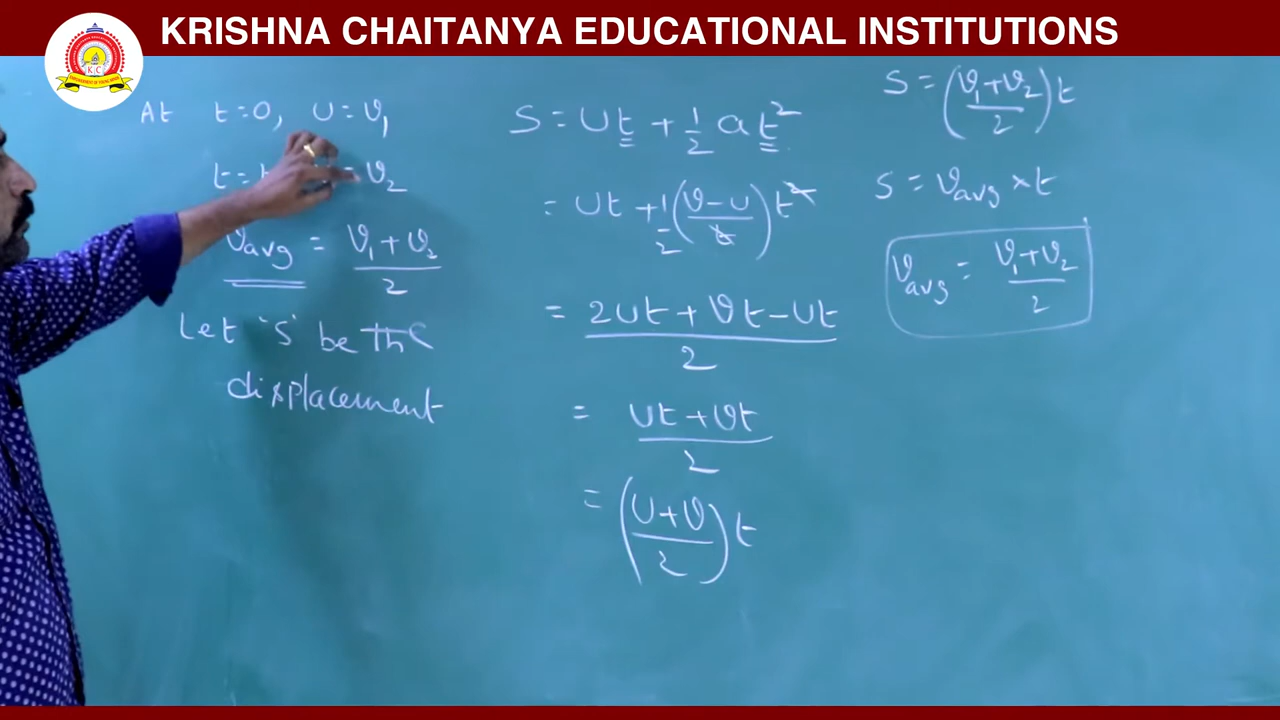 KRISHNA CHAITANYA EDUCATIONAL INSTITUTIONS
K C
At t=0, U=V₁
t=t =V₂
Vavg = V₁+V₂/2
Let 'S' be the
displacement
S = Ut + 1/2 at²
= Ut + 1/2 (V-U/t) t²
= 2Ut + Vt - Ut/2
= Ut + Vt/2
= (U+V/2) t
S = (V₁+V₂/2) t
S = Vavg × t
Vavg = V₁+V₂/2